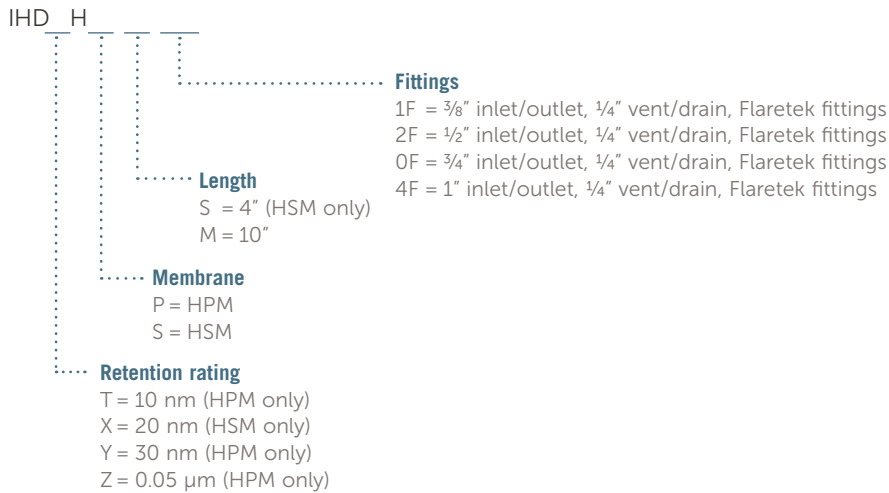 IHD_ H_ _ __
Fittings
1F = ⅜″ inlet/outlet, ¼″ vent/drain, Flaretek fittings
2F = ½″ inlet/outlet, ¼″ vent/drain, Flaretek fittings
0F = ¾″ inlet/outlet, ¼″ vent/drain, Flaretek fittings
4F = 1″ inlet/outlet, ¼″ vent/drain, Flaretek fittings
Length
S = 4″ (HSM only)
M = 10″
Membrane
P = HPM
S = HSM
Retention rating
T = 10 nm (HPM only)
X = 20 nm (HSM only)
Y = 30 nm (HPM only)
Z = 0.05 µm (HPM only)